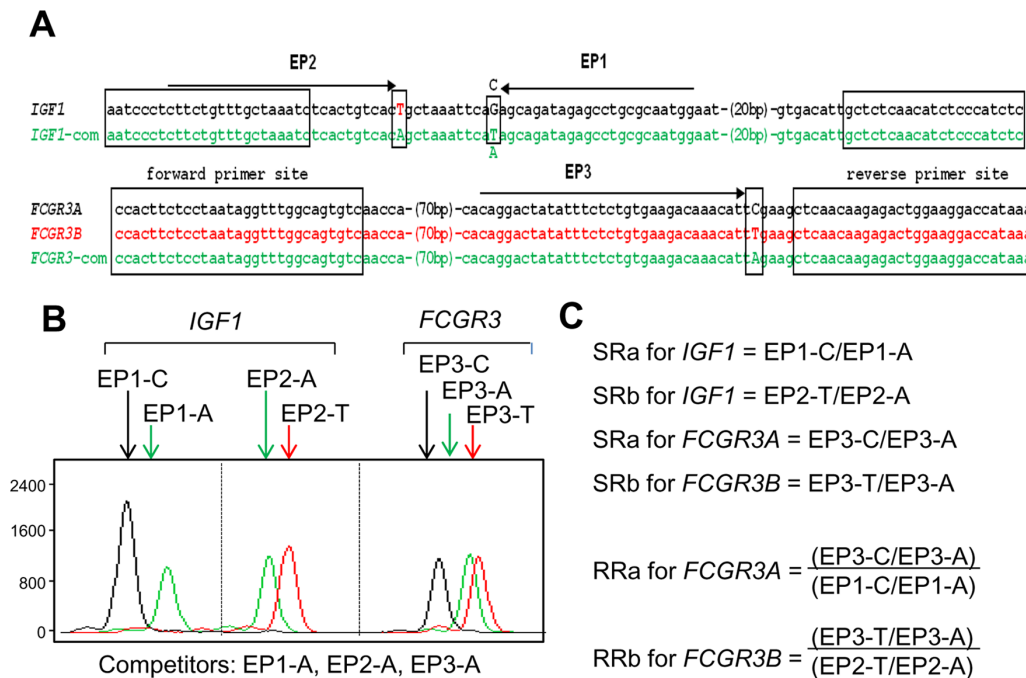 A
C
EP2
EP1
IGF1 aatccctcttctgtttgctaaatctcactgtcacTgctaaattcaGagcagatagagcctgcgcaatggaat-(20bp)-gtgacattgctctcaacatctcccatctc
IGF1-com aatccctcttctgtttgctaaatctcactgtcacAgctaaattcaTagcagatagagcctgcgcaatggaat-(20bp)-gtgacattgctctcaacatctcccatctc
A
forward primer site
EP3
reverse primer site
FCGR3A ccacttctcctaataggtttggcagtgtcaacca-(70bp)-cacaggactatatttctctgtgaagacaaacattCgaagctcaacaagagactggaaggaccataaa
FCGR3B ccacttctcctaataggtttggcagtgtcaacca-(70bp)-cacaggactatatttctctgtgaagacaaacattTgaagctcaacaagagactggaaggaccataaa
FCGR3-com ccacttctcctaataggtttggcagtgtcaacca-(70bp)-cacaggactatatttctctgtgaagacaaacattAgaagctcaacaagagactggaaggaccataaa
B
IGF1
FCGR3
EP1-C
EP1-A
EP2-A
EP2-T
EP3-C
EP3-A
EP3-T
2400
1600
800
0
Competitors: EP1-A, EP2-A, EP3-A
C
SRa for IGF1 = EP1-C/EP1-A
SRb for IGF1 = EP2-T/EP2-A
SRa for FCGR3A = EP3-C/EP3-A
SRb for FCGR3B = EP3-T/EP3-A
RRa for FCGR3A = (EP3-C/EP3-A)
(EP1-C/EP1-A)
RRb for FCGR3B = (EP3-T/EP3-A)
(EP2-T/EP2-A)